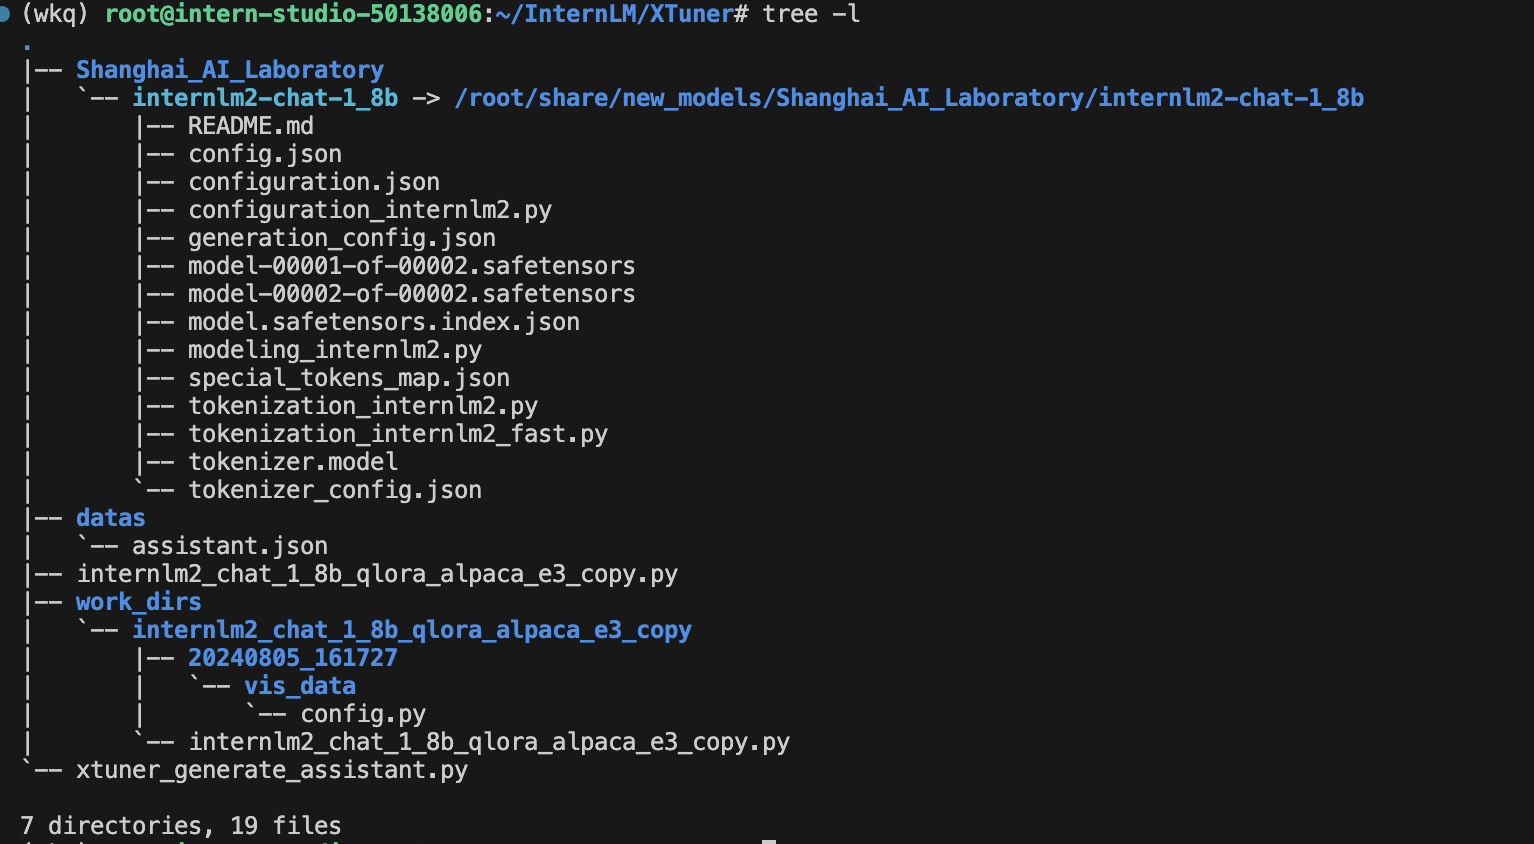 (wkq) root@intern-studio-50138006:~/InternLM/XTuner# tree -l
.
|-- Shanghai_AI_Laboratory
|   `-- internlm2-chat-1_8b -> /root/share/new_models/Shanghai_AI_Laboratory/internlm2-chat-1_8b
|       |-- README.md
|       |-- config.json
|       |-- configuration.json
|       |-- configuration_internlm2.py
|       |-- generation_config.json
|       |-- model-00001-of-00002.safetensors
|       |-- model-00002-of-00002.safetensors
|       |-- model.safetensors.index.json
|       |-- modeling_internlm2.py
|       |-- special_tokens_map.json
|       |-- tokenization_internlm2.py
|       |-- tokenization_internlm2_fast.py
|       |-- tokenizer.model
|       `-- tokenizer_config.json
|-- datas
|   `-- assistant.json
|-- internlm2_chat_1_8b_qlora_alpaca_e3_copy.py
|-- work_dirs
|   `-- internlm2_chat_1_8b_qlora_alpaca_e3_copy
|       |-- 20240805_161727
|       |   `-- vis_data
|       |       `-- config.py
|       `-- internlm2_chat_1_8b_qlora_alpaca_e3_copy.py
`-- xtuner_generate_assistant.py

7 directories, 19 files